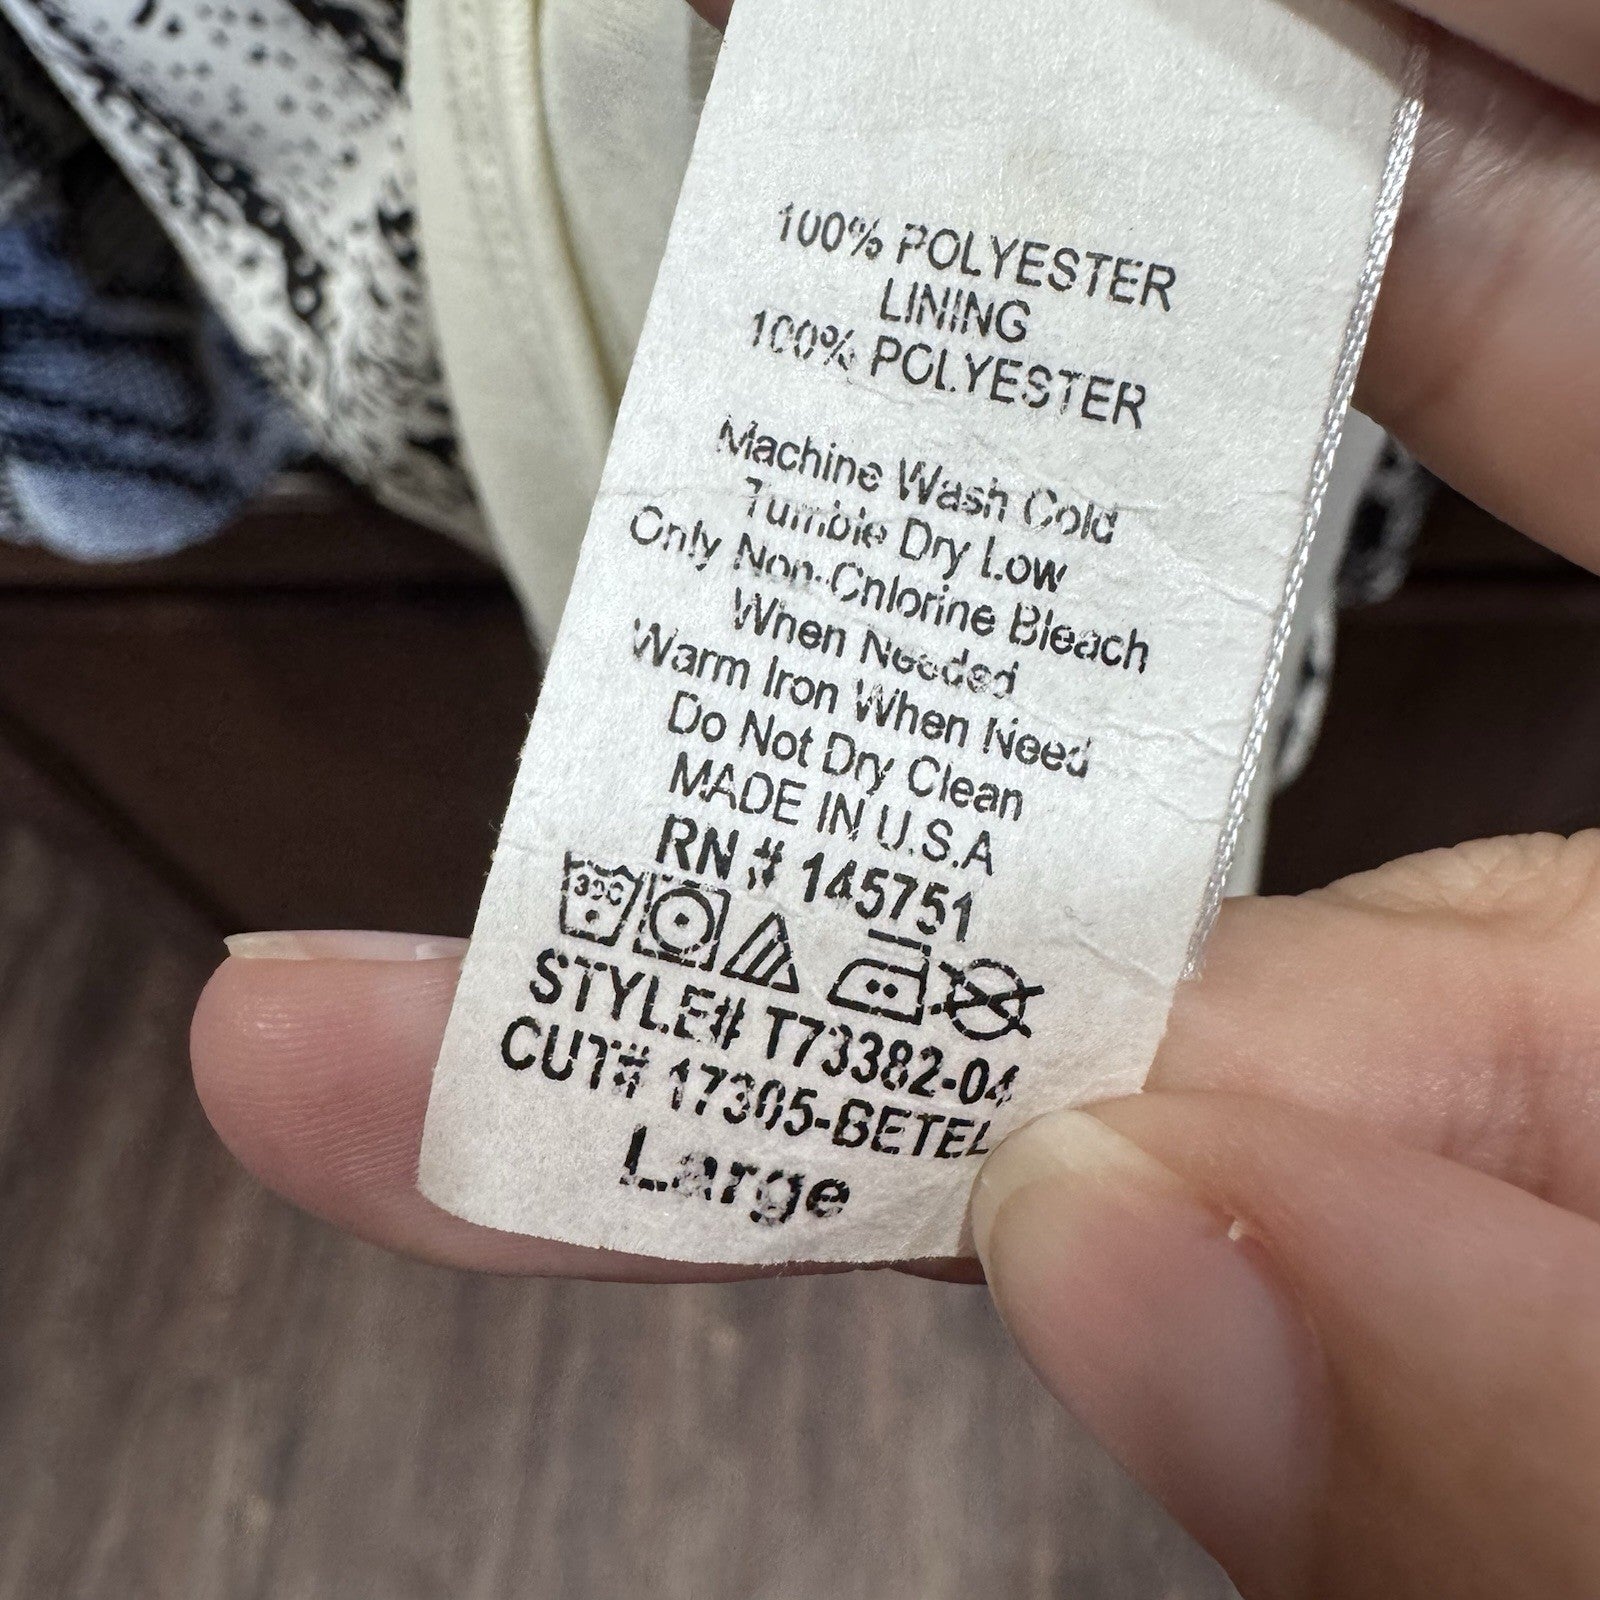 100% POLYESTER
LINING
100% POLYESTER
Machine Wash Cold
Tumble Dry Low
Only Non-Chlorine Bleach
When Needed
Warm Iron When Need
Do Not Dry Clean
MADE IN U.S.A
RN # 145751
30C
STYLE# T73382-04
CUT# 17305-BETEL
Large